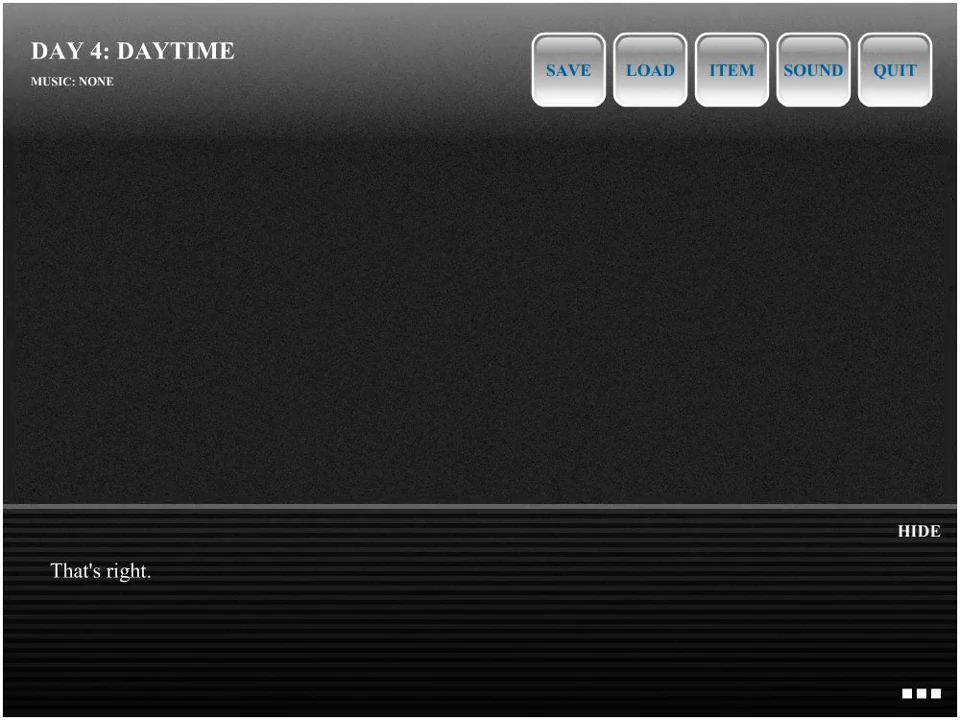 DAY 4: DAYTIME
MUSIC: NONE
SAVE LOAD ITEM SOUND QUIT
HIDE
That's right.